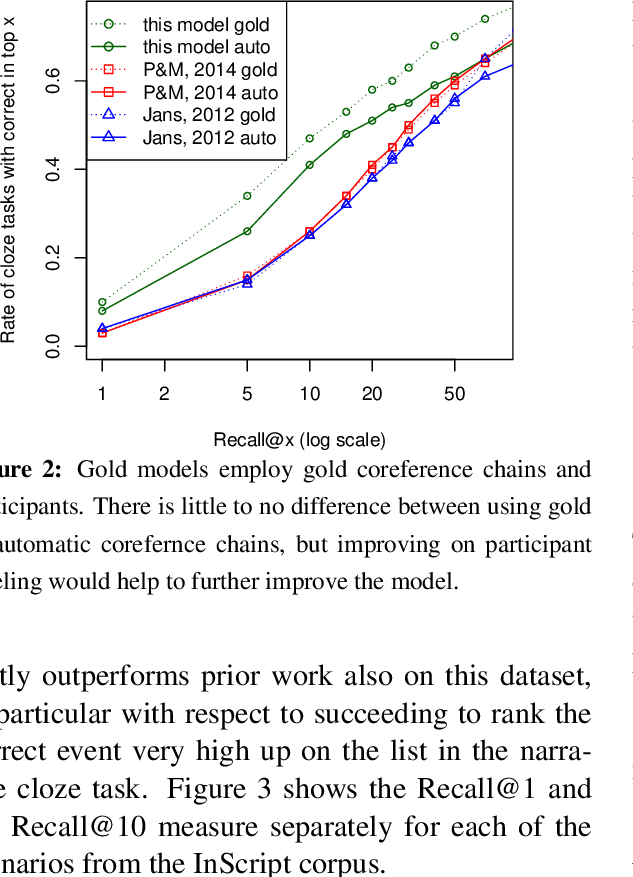 Rate of cloze tasks with correct in top x
this model gold
this model auto
P&M, 2014 gold
P&M, 2014 auto
Jans, 2012 gold
Jans, 2012 auto
0.6
0.4
0.2
0.0
1 2 5 10 20 50
Recall@x (log scale)
ure 2: Gold models employ gold coreference chains and
ticipants. There is little to no difference between using gold
automatic corefernce chains, but improving on participant
eling would help to further improve the model.
tly outperforms prior work also on this dataset,
particular with respect to succeeding to rank the
rrect event very high up on the list in the narra-
e cloze task. Figure 3 shows the Recall@1 and
Recall@10 measure separately for each of the
narios from the InScript corpus.